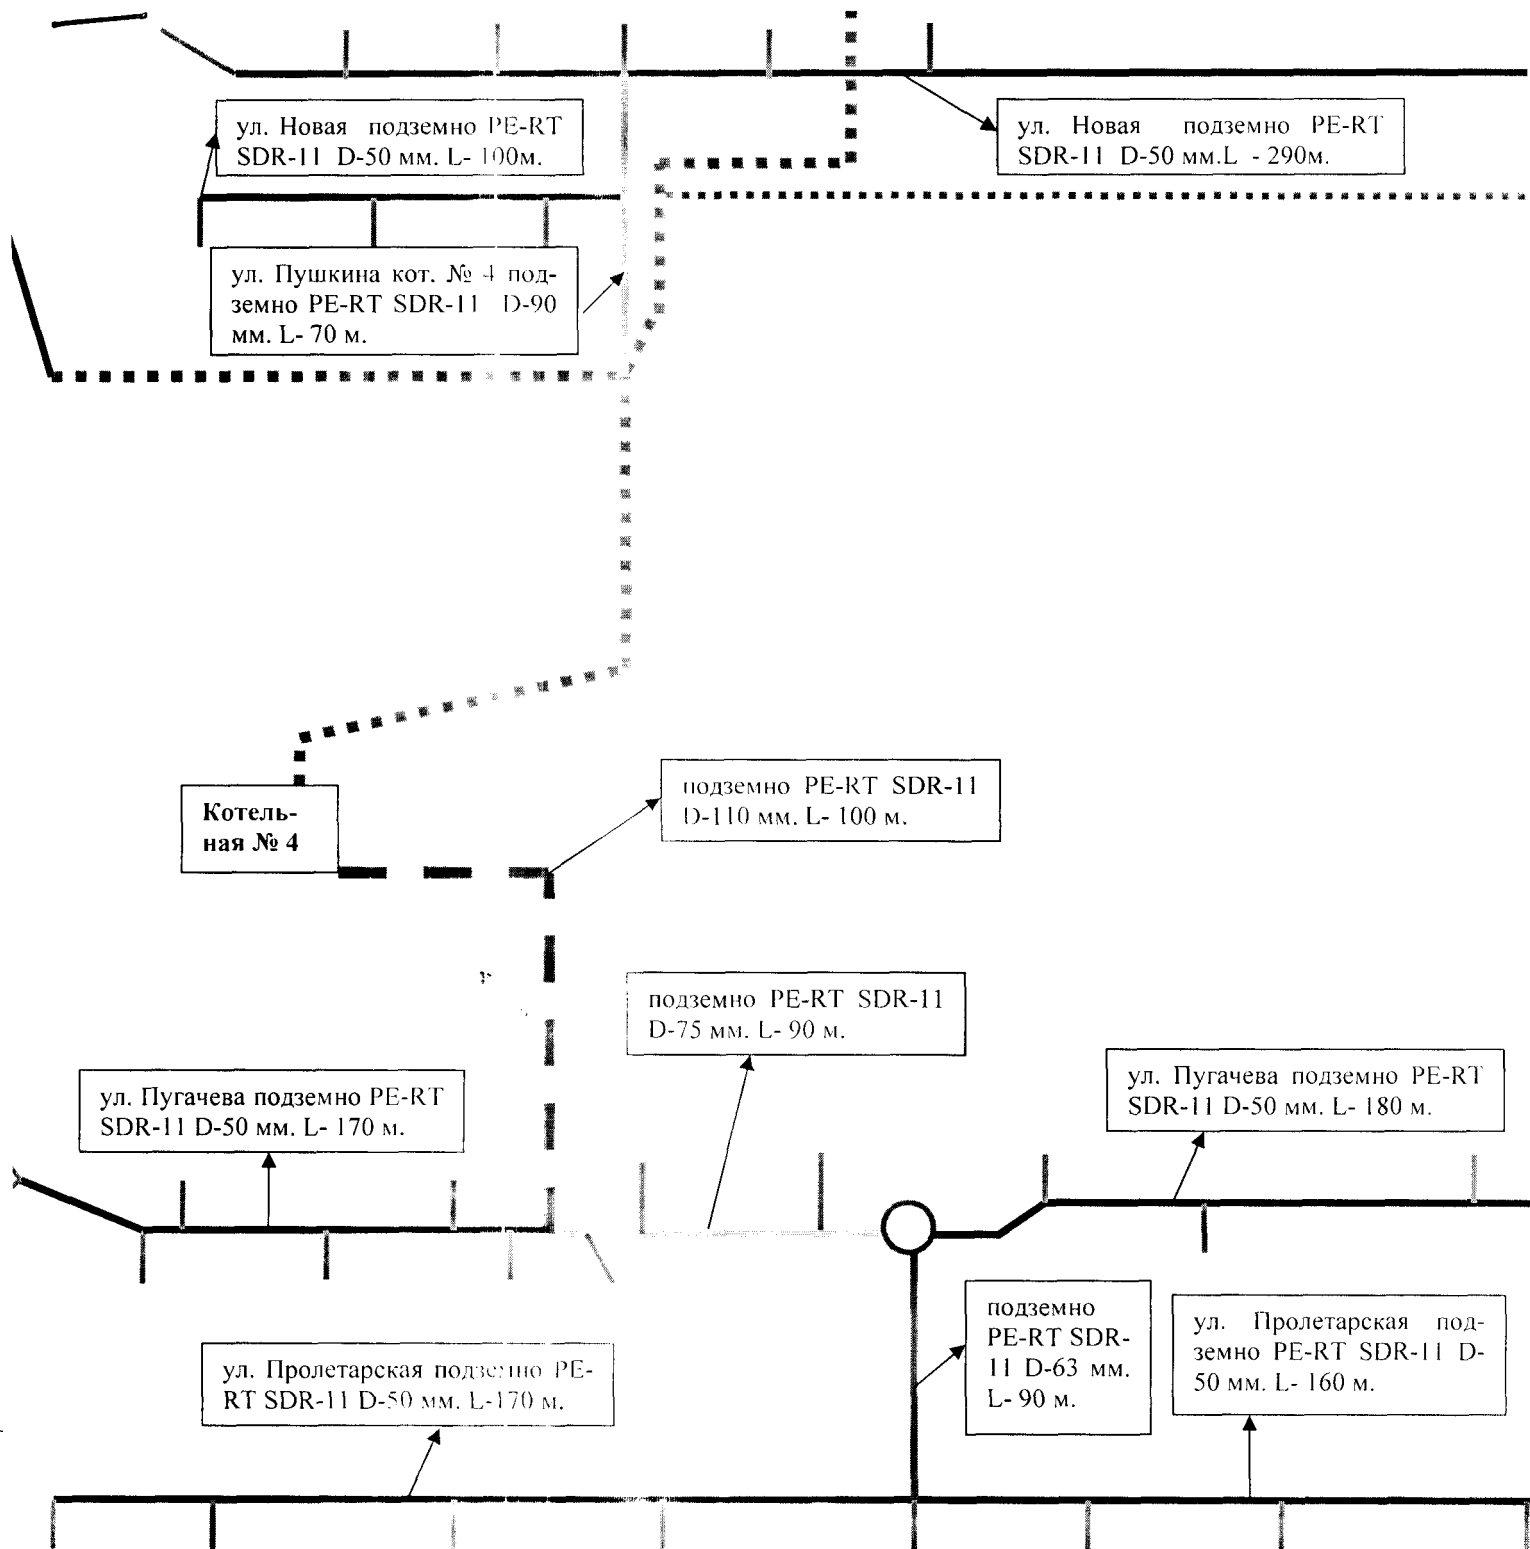 ул. Новая подземно PE-RT
SDR-11 D-50 мм. L- 100м.
ул. Новая подземно PE-RT
SDR-11 D-50 мм.L - 290м.
ул. Пушкина кот. № 4 под-
земно PE-RT SDR-11 D-90
мм. L- 70 м.
Котель-
ная № 4
подземно PE-RT SDR-11
D-110 мм. L- 100 м.
подземно PE-RT SDR-11
D-75 мм. L- 90 м.
ул. Пугачева подземно PE-RT
SDR-11 D-50 мм. L- 170 м.
ул. Пугачева подземно PE-RT
SDR-11 D-50 мм. L- 180 м.
подземно
PE-RT SDR-
11 D-63 мм.
L- 90 м.
ул. Пролетарская под-
земно PE-RT SDR-11 D-
50 мм. L- 160 м.
ул. Пролетарская подземно PE-
RT SDR-11 D-50 мм. L-170 м.